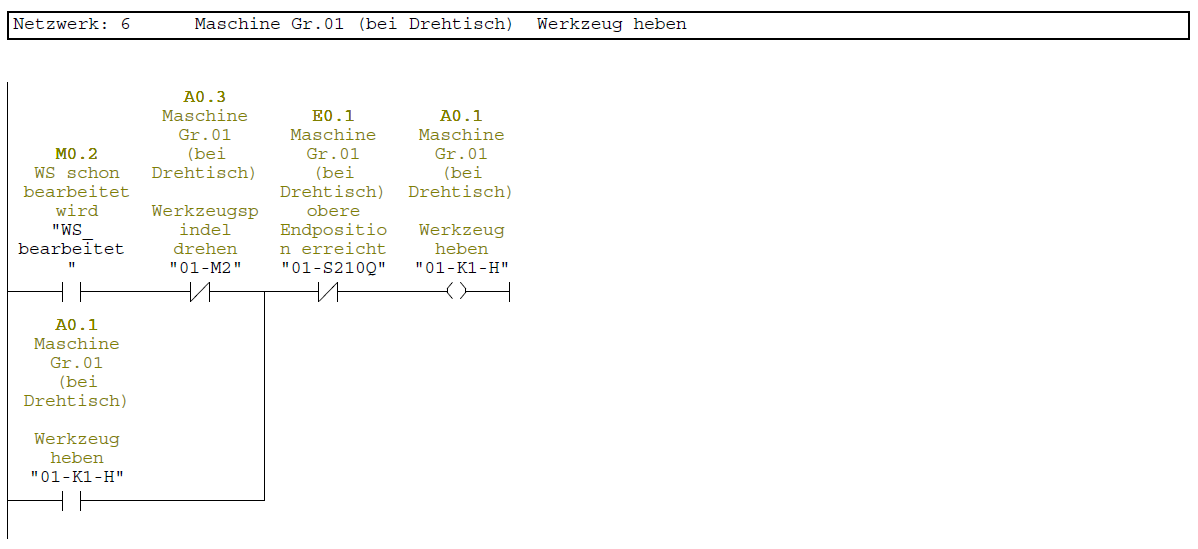 Netzwerk: 6 Maschine Gr.01 (bei Drehtisch) Werkzeug heben
M0.2
WS schon
bearbeitet
wird
"WS_
bearbeitet
"
A0.3
Maschine
Gr.01
(bei
Drehtisch)
Werkzeugsp
indel
drehen
"01-M2"
E0.1
Maschine
Gr.01
(bei
Drehtisch)
obere
Endpositio
n erreicht
"01-S210Q"
A0.1
Maschine
Gr.01
(bei
Drehtisch)
Werkzeug
heben
"01-K1-H"
A0.1
Maschine
Gr.01
(bei
Drehtisch)
Werkzeug
heben
"01-K1-H"